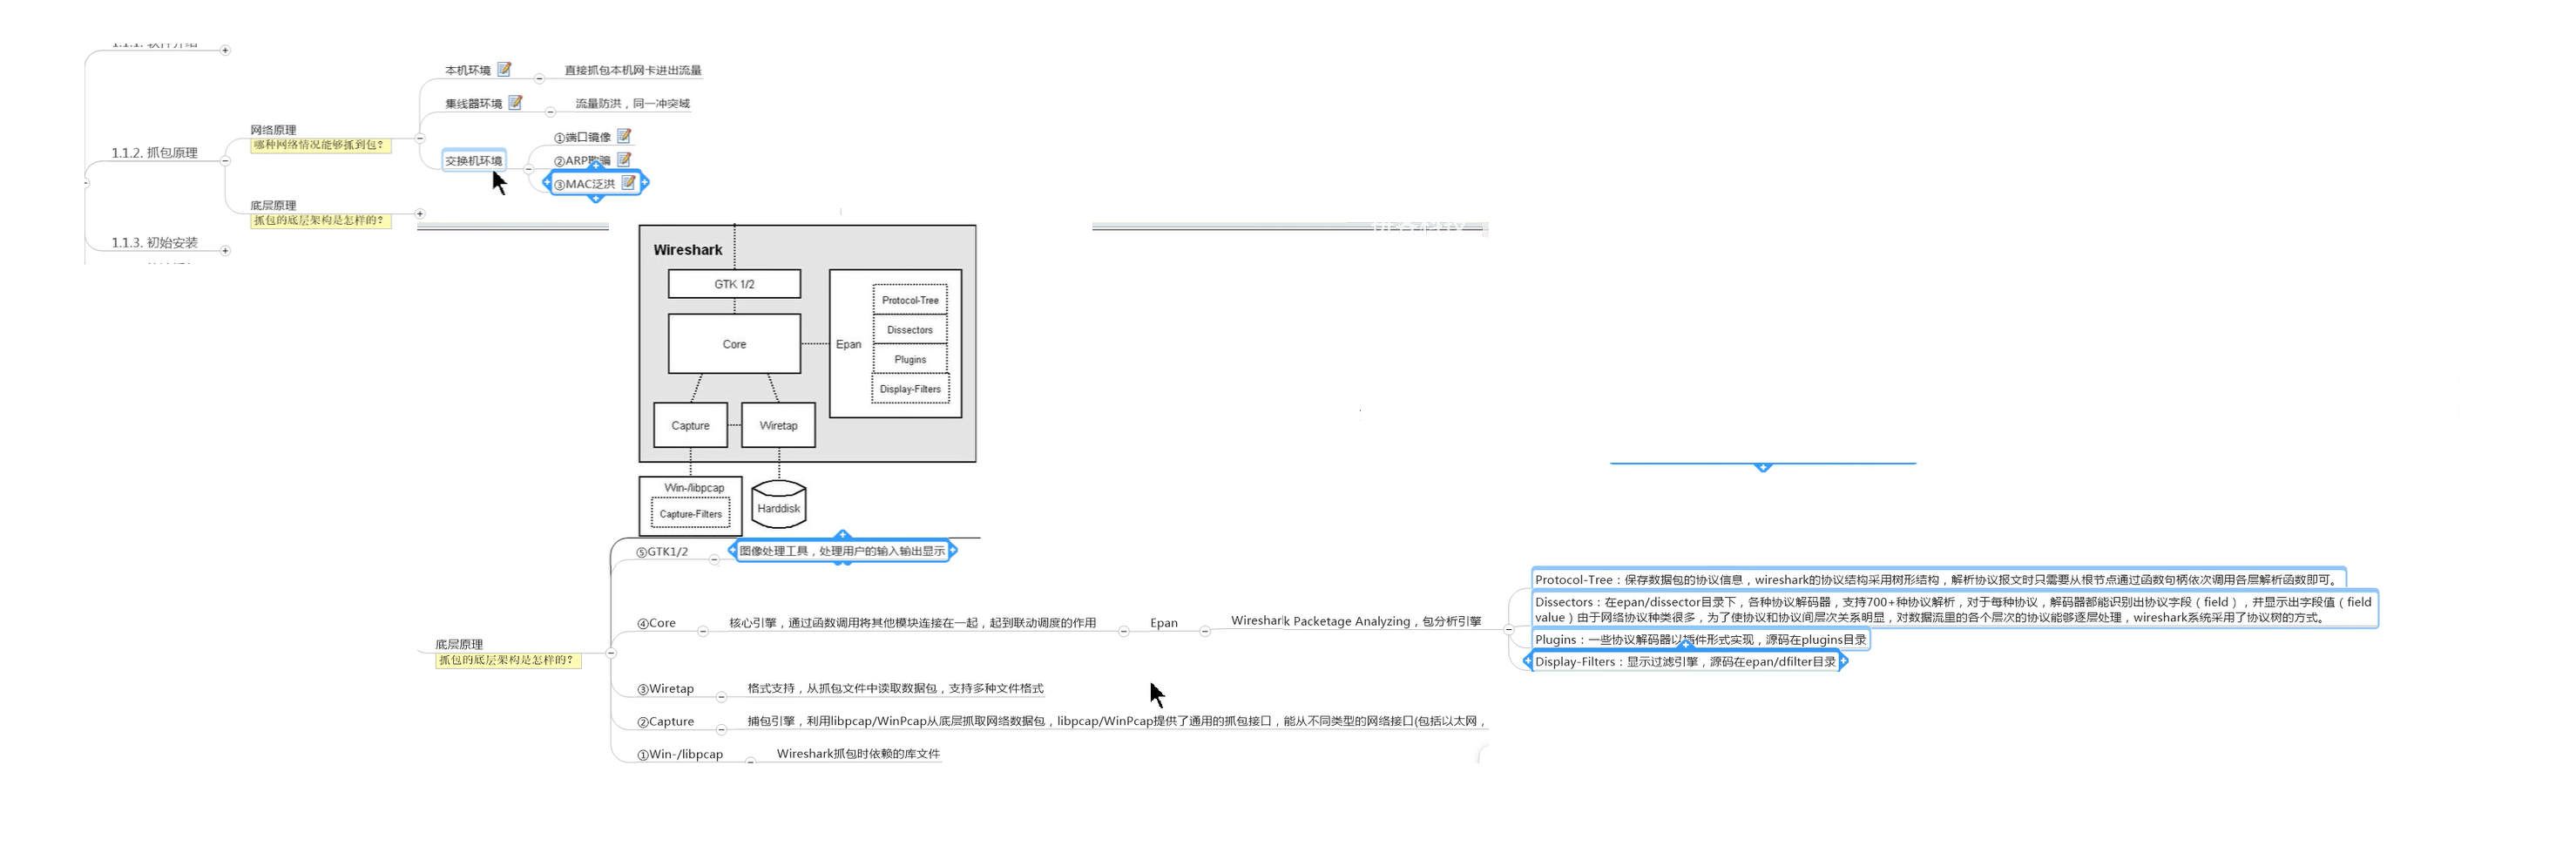 1.1.1. 软件介绍
本机环境
直接抓包本机网卡进出流量
集线器环境
流量防洪，同一冲突域
网络原理
哪种网络情况能够抓到包?
①端口镜像
1.1.2. 抓包原理
交换机环境
②ARP欺骗
③MAC泛洪
底层原理
抓包的底层架构是怎样的?
1.1.3. 初始安装
Wireshark
GTK 1/2
Protocol-Tree
Dissectors
Core
Epan
Plugins
Display-Filters
Capture
Wiretap
Win-/libpcap
Capture-Filters
Harddisk
⑤GTK1/2
图像处理工具，处理用户的输入输出显示
④Core
核心引擎，通过函数调用将其他模块连接在一起，起到联动调度的作用
Epan
Wireshark Packetage Analyzing，包分析引擎
Protocol-Tree：保存数据包的协议信息，wireshark的协议结构采用树形结构，解析协议报文时只需要从根节点通过函数句柄依次调用各层解析函数即可。
Dissectors：在epan/dissector目录下，各种协议解码器，支持700+种协议解析，对于每种协议，解码器都能识别出协议字段（field），并显示出字段值（field
value）由于网络协议种类很多，为了使协议和协议间层次关系明显，对数据流里的各个层次的协议能够逐层处理，wireshark系统采用了协议树的方式。
Plugins：一些协议解码器以插件形式实现，源码在plugins目录
Display-Filters：显示过滤引擎，源码在epan/dfilter目录
底层原理
抓包的底层架构是怎样的?
③Wiretap
格式支持，从抓包文件中读取数据包，支持多种文件格式
②Capture
捕包引擎，利用libpcap/WinPcap从底层抓取网络数据包，libpcap/WinPcap提供了通用的抓包接口，能从不同类型的网络接口(包括以太网，
①Win-/libpcap
Wireshark抓包时依赖的库文件